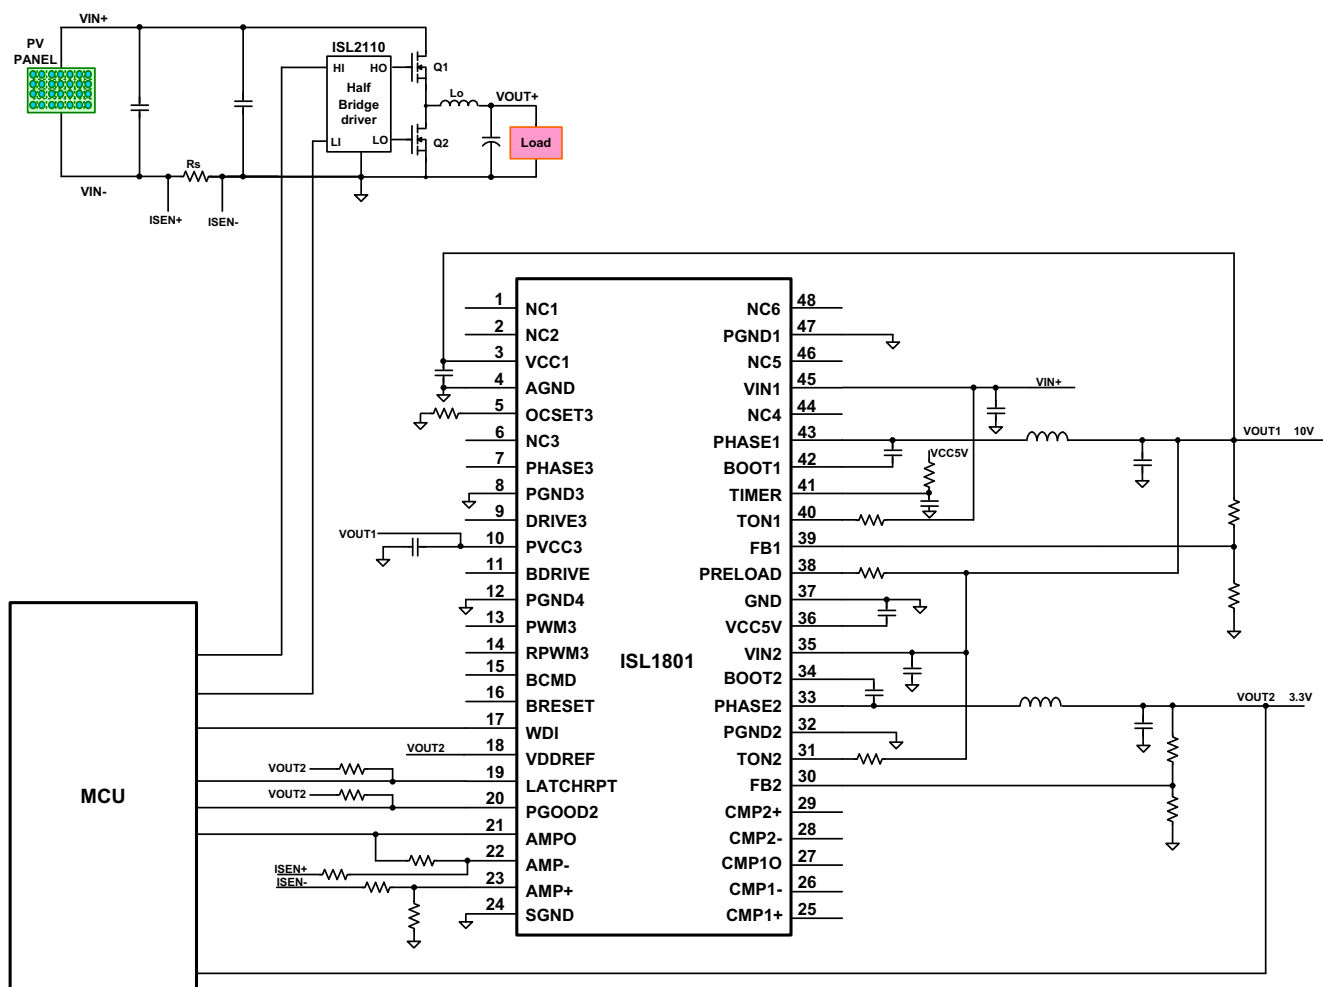 VIN+
PV
PANEL
ISL2110
HI
HO
Half
Bridge
driver
LI
LO
Q1
Q2
Lo
VOUT+
Load
Rs
VIN-
ISEN+
ISEN-
1 NC1
2 NC2
3 VCC1
4 AGND
5 OCSET3
6 NC3
7 PHASE3
8 PGND3
9 DRIVE3
VOUT1
10 PVCC3
11 BDRIVE
12 PGND4
13 PWM3
14 RPWM3
15 BCMD
16 BRESET
17 WDI
VOUT2
18 VDDREF
VOUT2
19 LATCHRPT
VOUT2
20 PGOOD2
21 AMPO
22 AMP-
ISEN+
ISEN-
23 AMP+
24 SGND
ISL1801
NC6 48
PGND1 47
NC5 46
VIN1 45
VIN+
NC4 44
PHASE1 43
VOUT1 10V
BOOT1 42
VCC5V
TIMER 41
TON1 40
FB1 39
PRELOAD 38
GND 37
VCC5V 36
VIN2 35
BOOT2 34
PHASE2 33
VOUT2 3.3V
PGND2 32
TON2 31
FB2 30
CMP2+ 29
CMP2- 28
CMP1O 27
CMP1- 26
CMP1+ 25
MCU